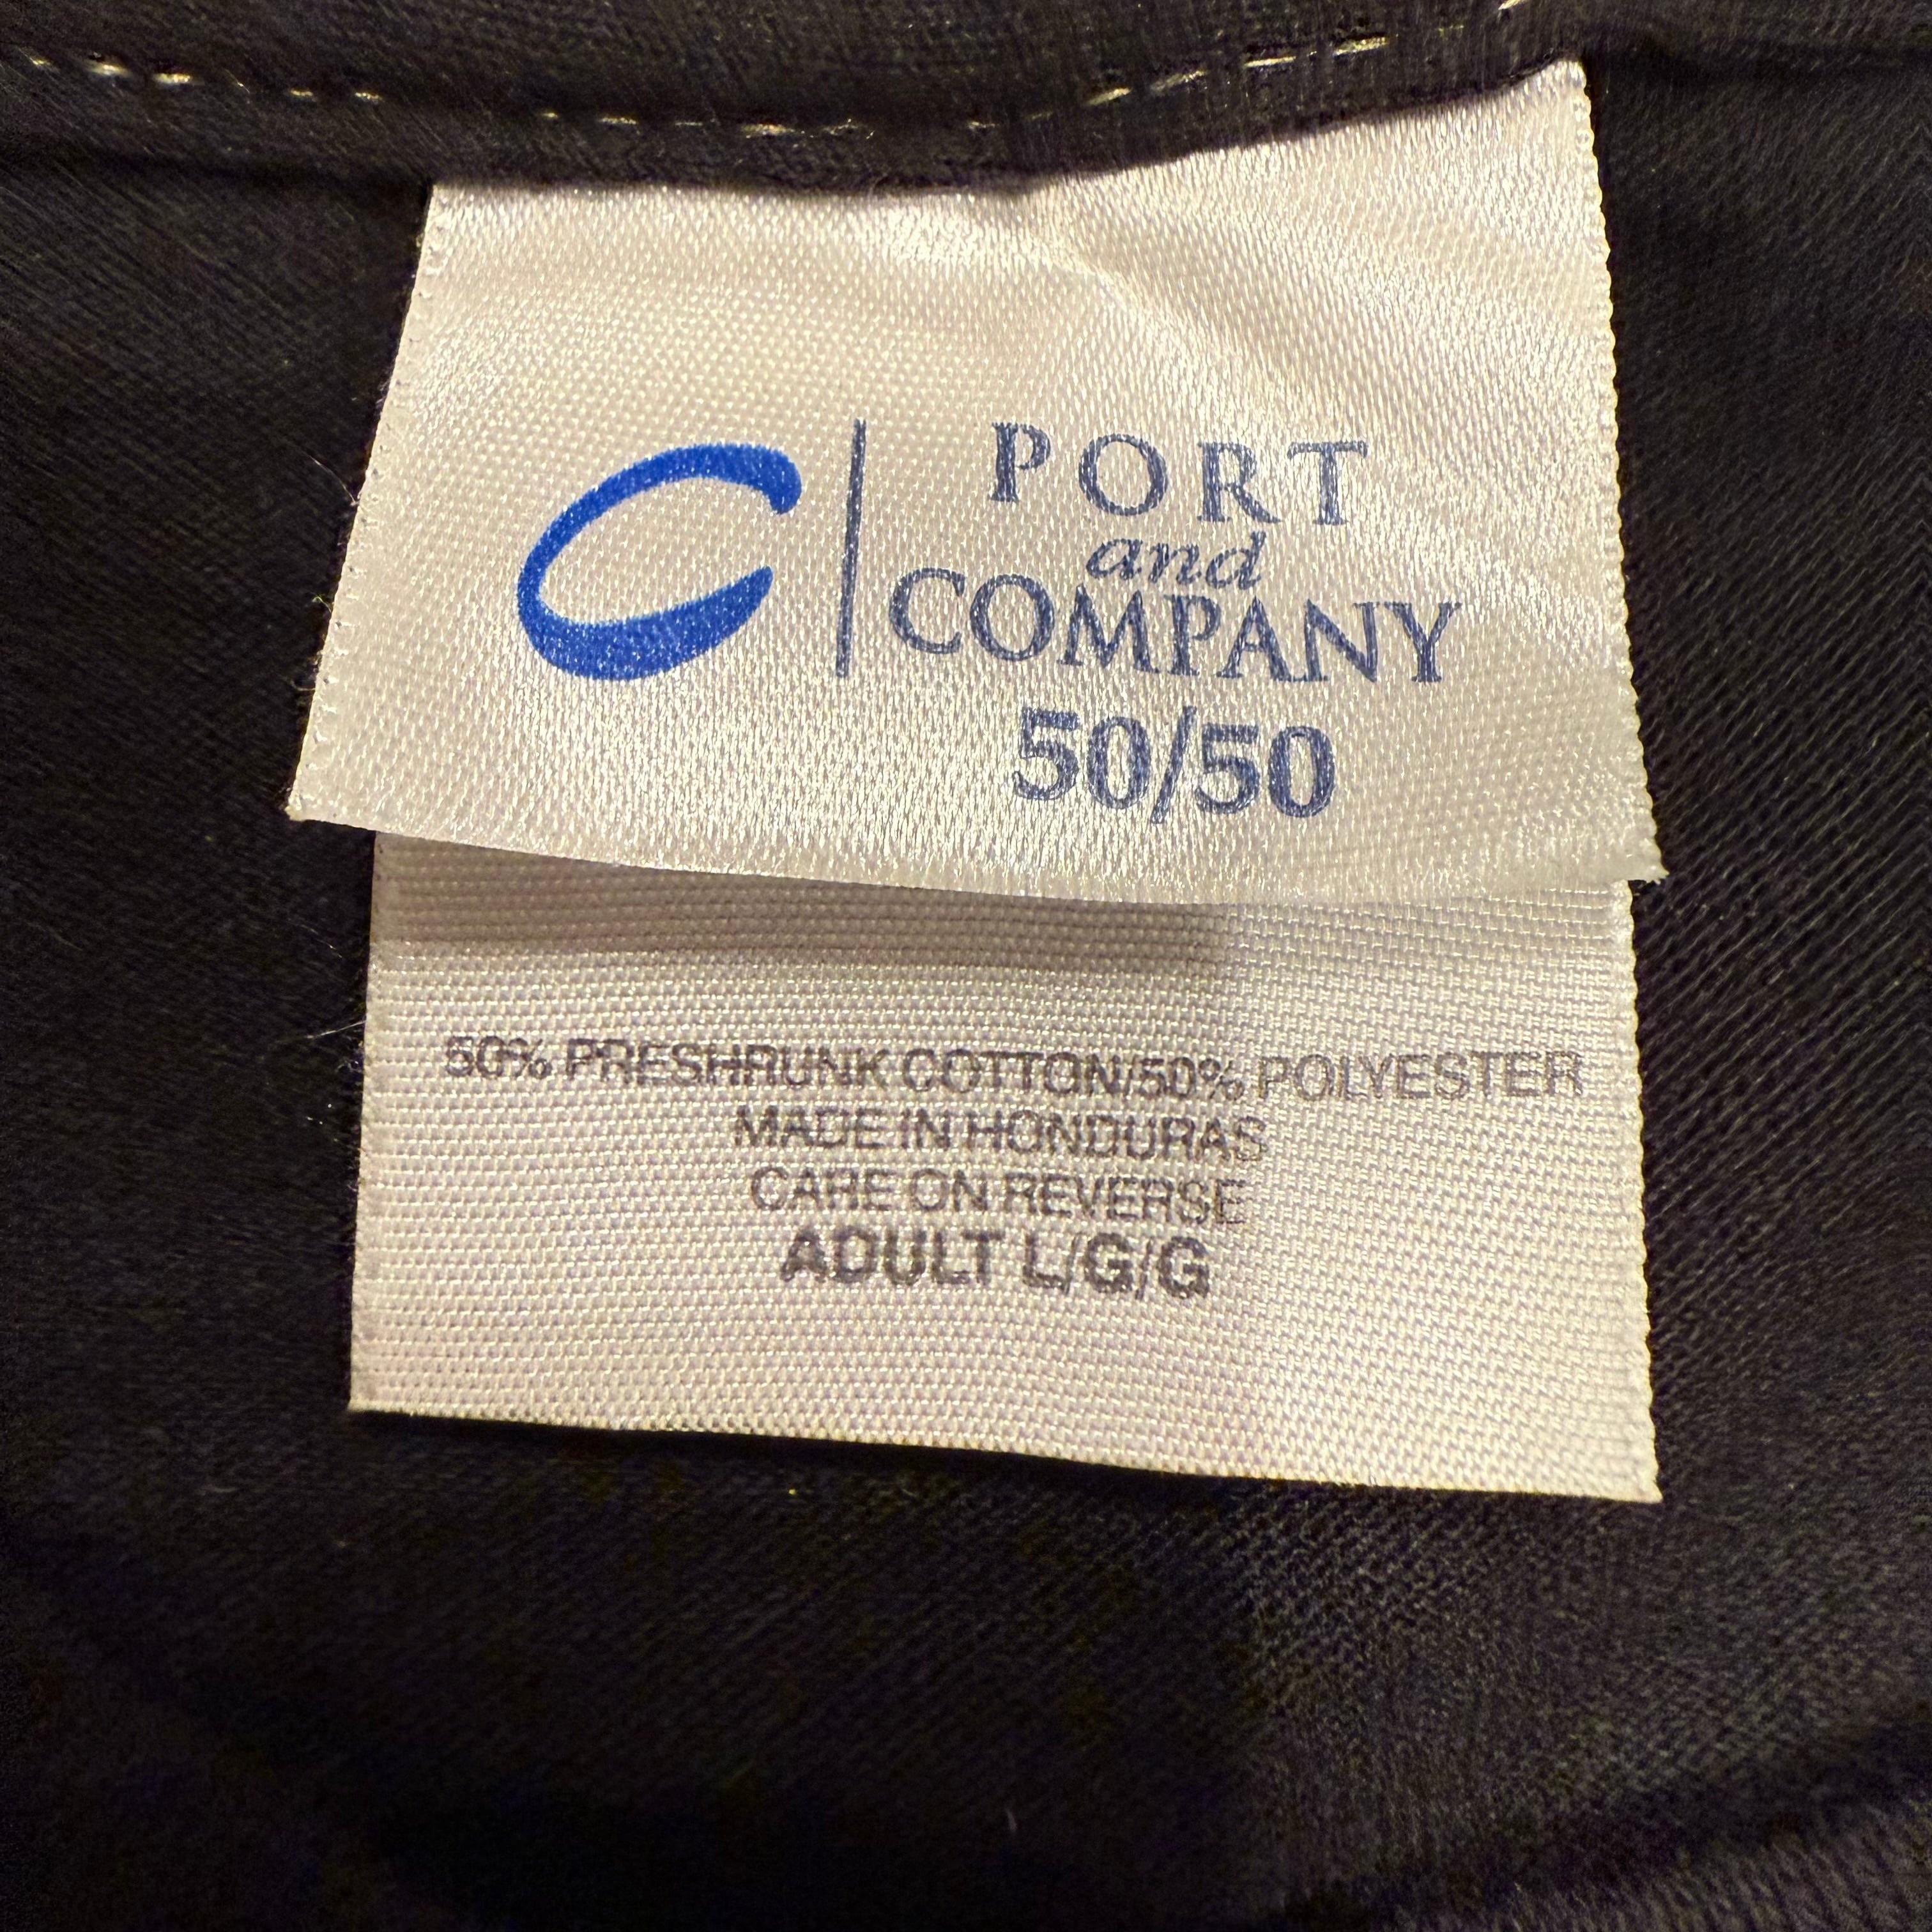 PORT
and
COMPANY
50/50
50% PRESHRUNK COTTON/50% POLYESTER
MADE IN HONDURAS
CARE ON REVERSE
ADULT L/G/G